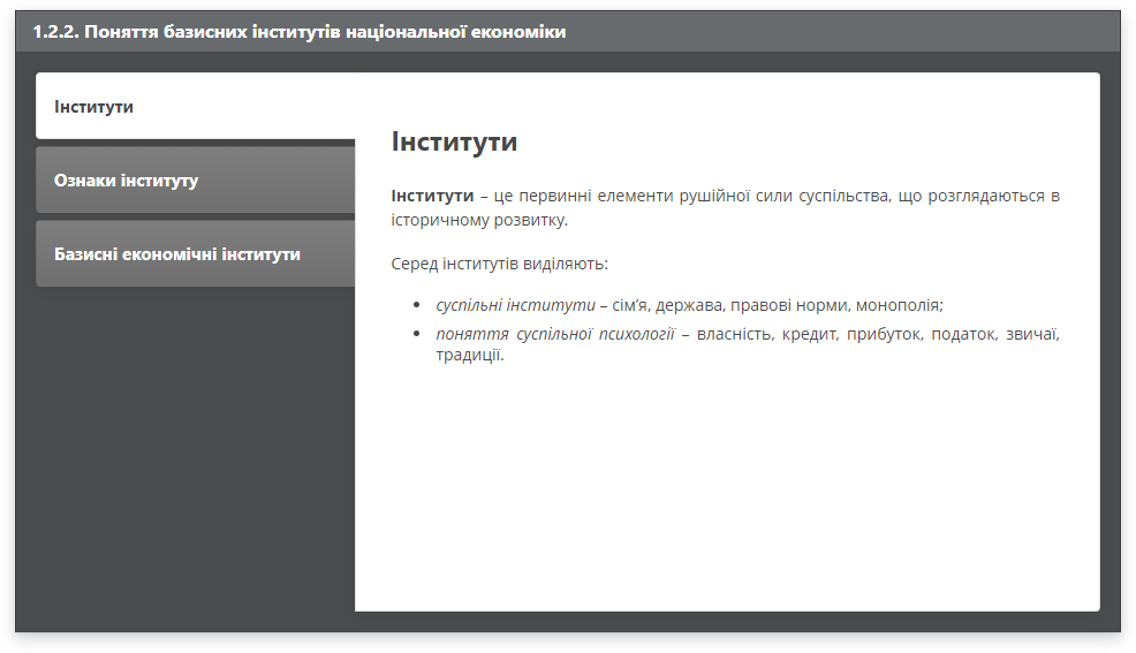 1.2.2. Поняття базисних інститутів національної економіки
Інститути
Ознаки інституту
Базисні економічні інститути
Інститути
Інститути – це первинні елементи рушійної сили суспільства, що розглядаються в
історичному розвитку.
Серед інститутів виділяють:
• суспільні інститути – сім’я, держава, правові норми, монополія;
• поняття суспільної психології – власність, кредит, прибуток, податок, звичаї,
традиції.